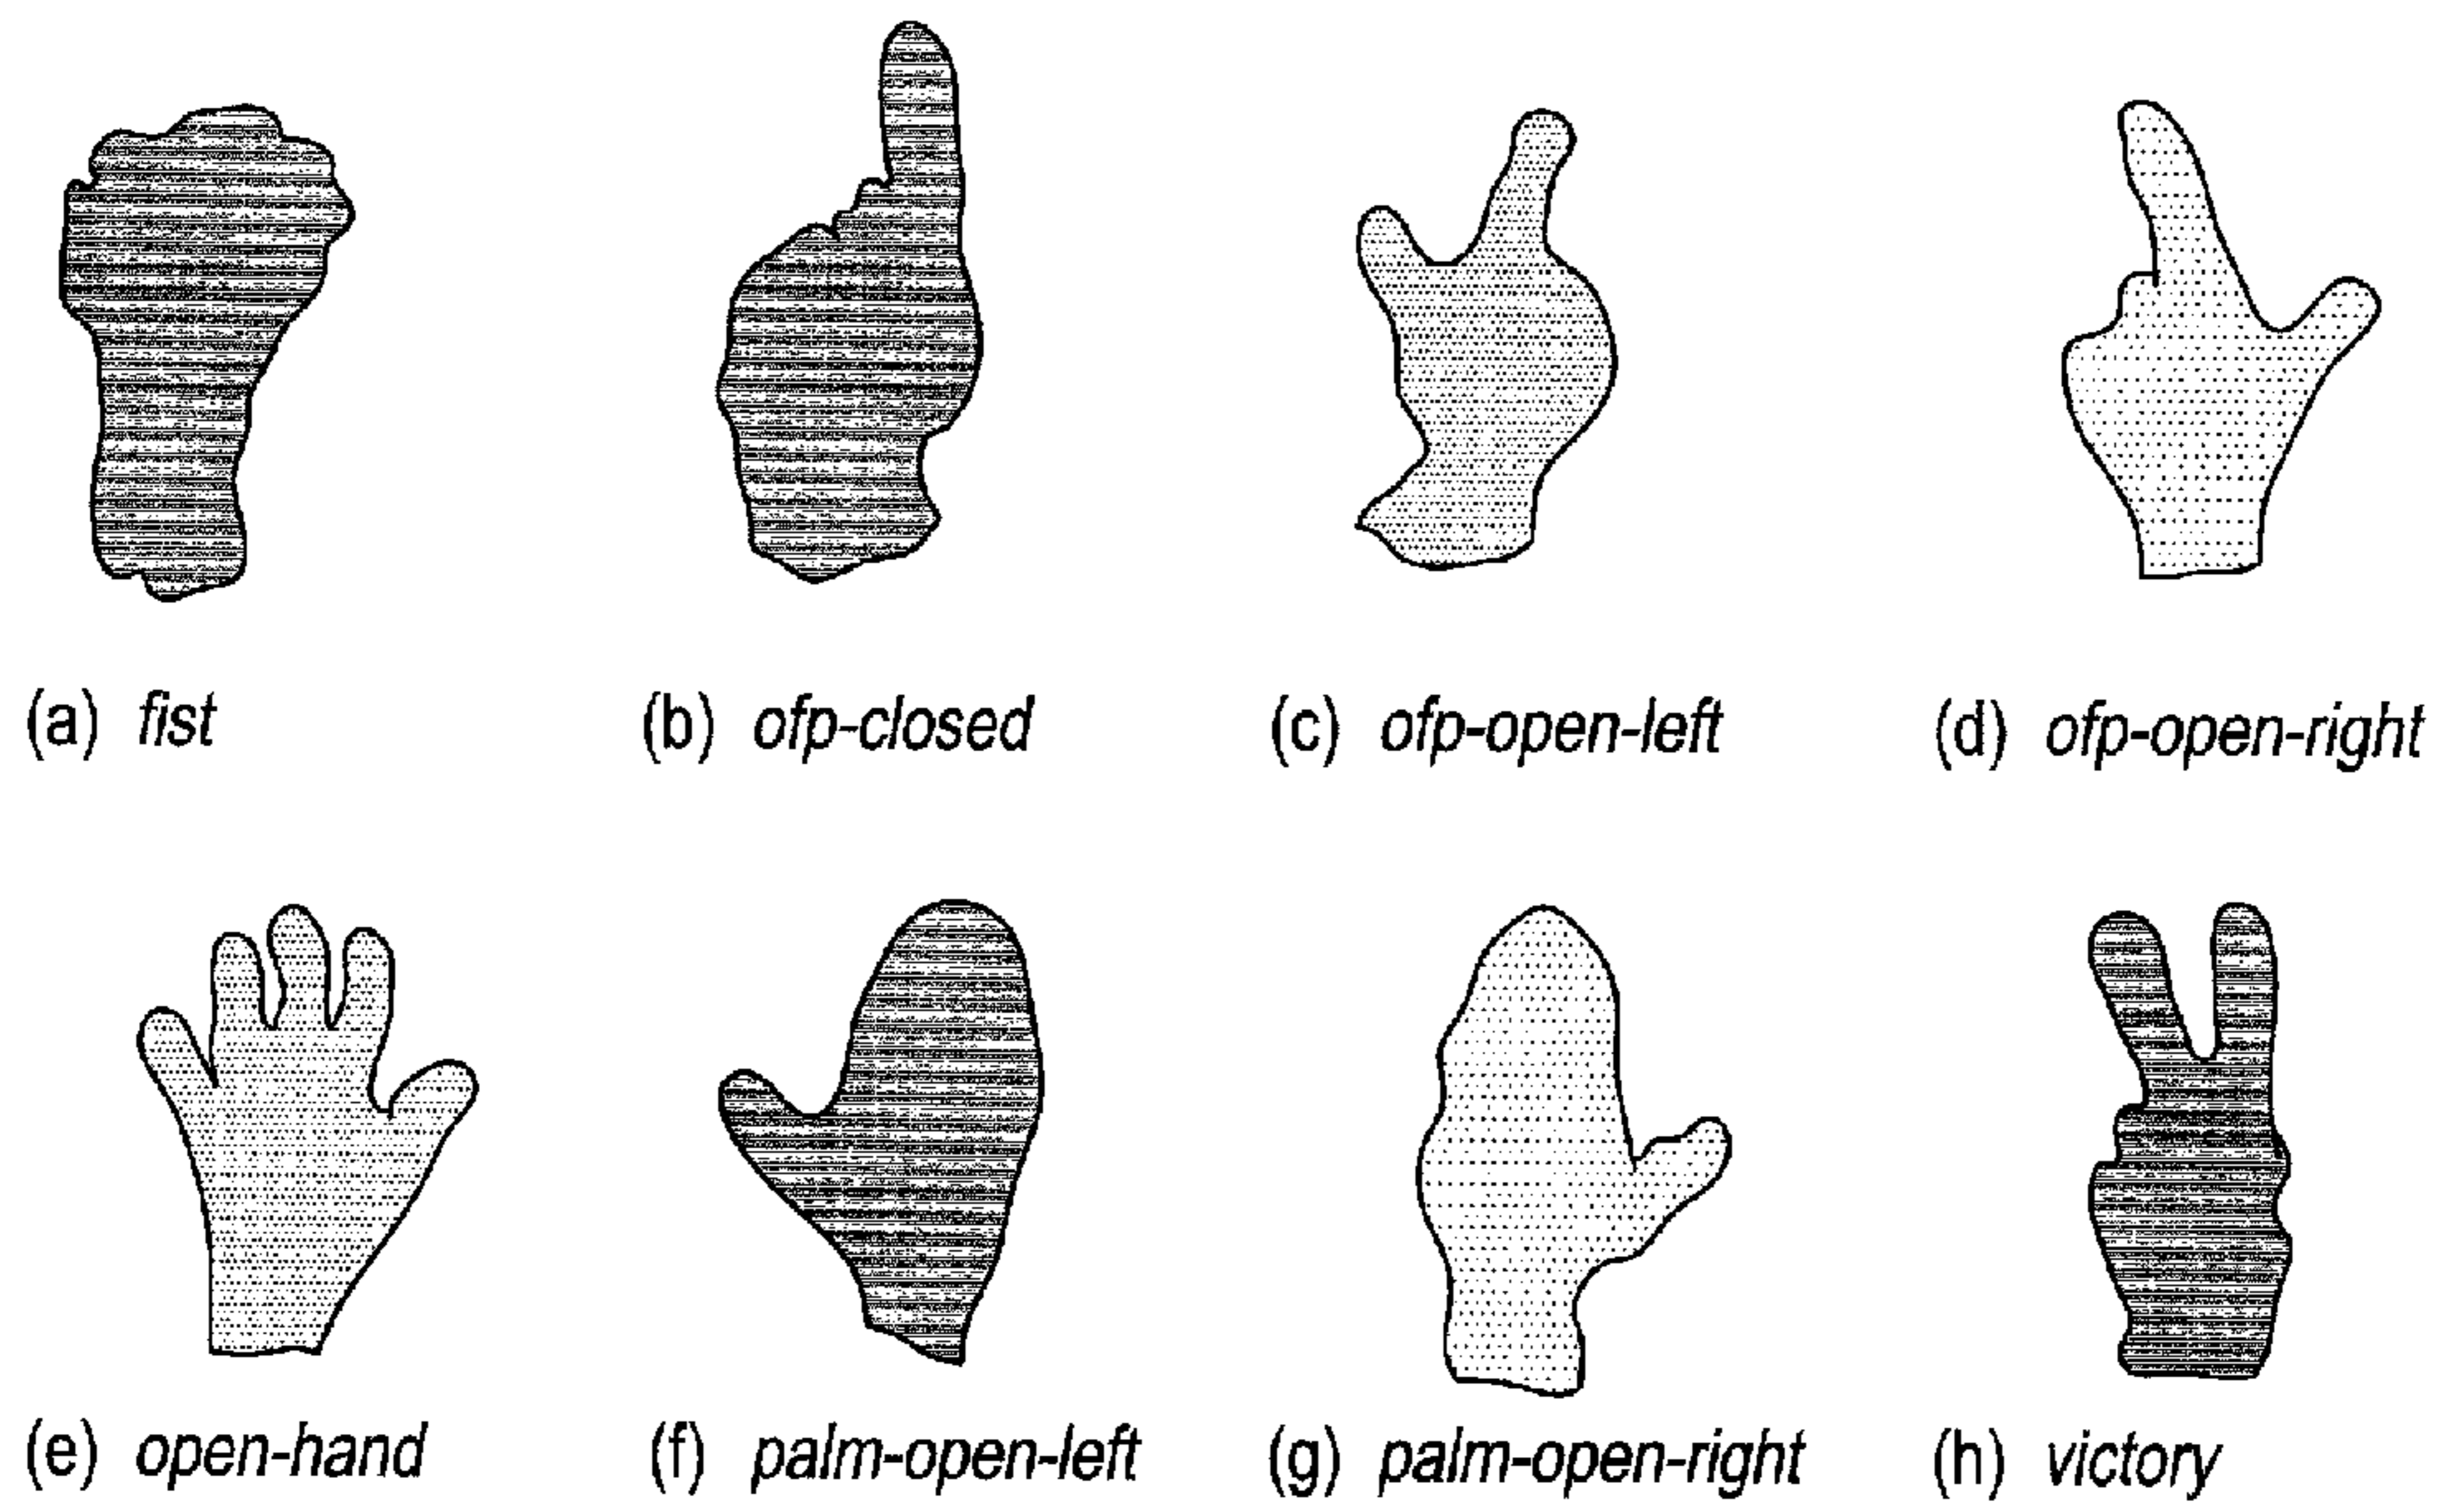 (a) fist
(b) ofp-closed
(c) ofp-open-left
(d) ofp-open-right
(e) open-hand
(f) palm-open-left
(g) palm-open-right
(h) victory